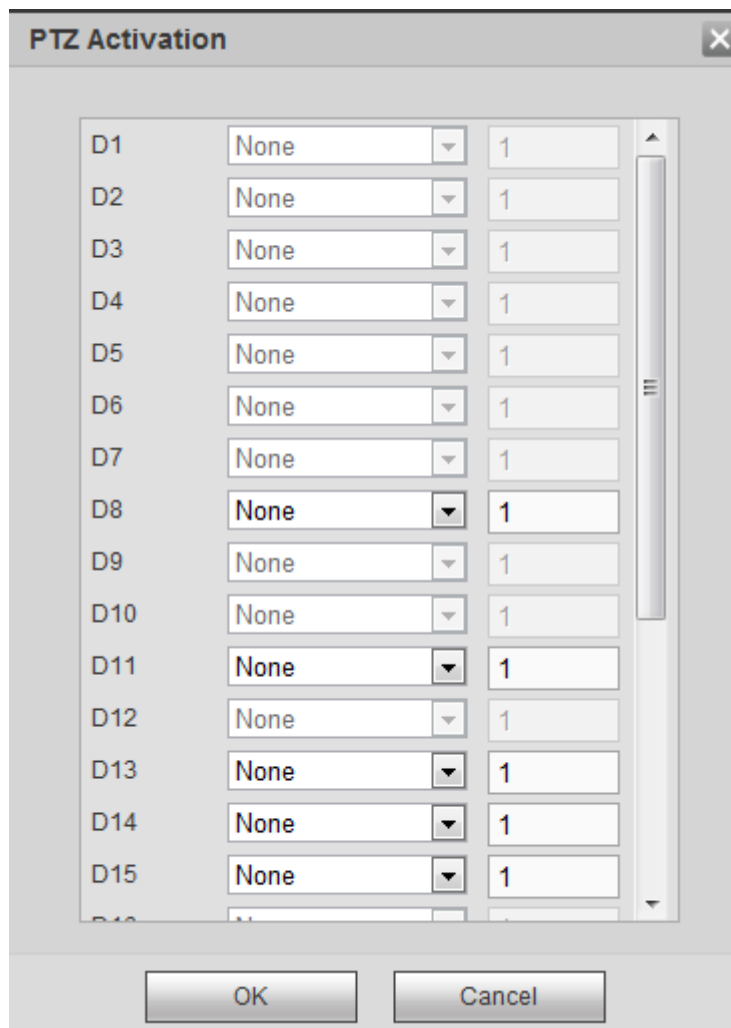 PTZ Activation
D1 None 1
D2 None 1
D3 None 1
D4 None 1
D5 None 1
D6 None 1
D7 None 1
D8 None 1
D9 None 1
D10 None 1
D11 None 1
D12 None 1
D13 None 1
D14 None 1
D15 None 1
OK Cancel